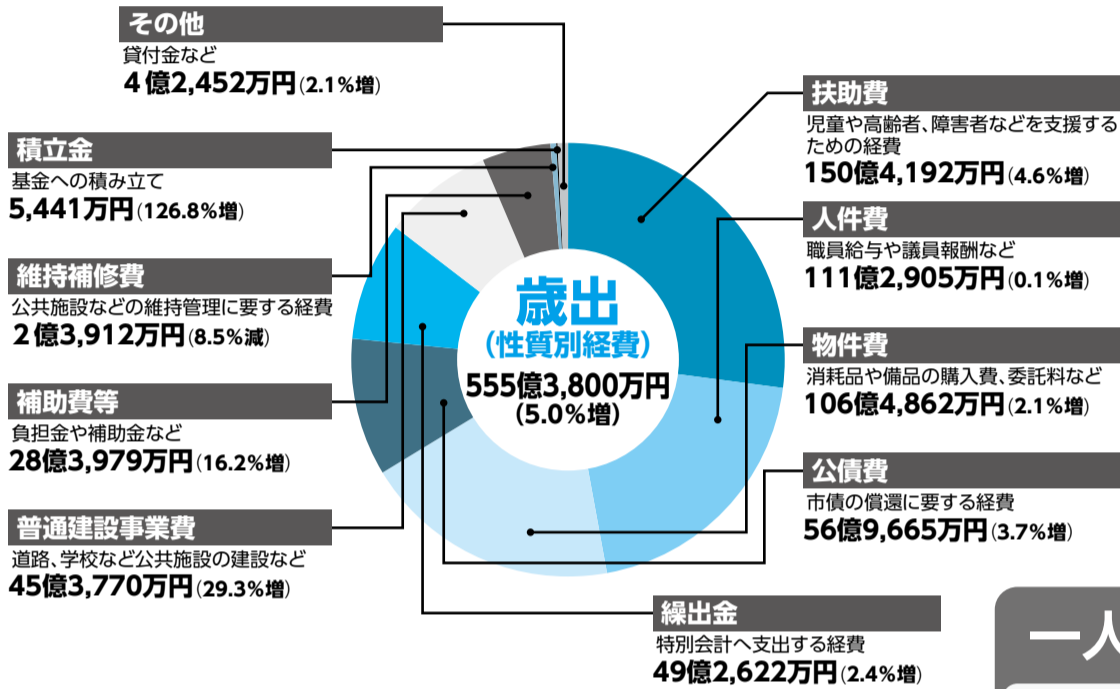 その他
貸付金など
4億2,452万円(2.1%増)
積立金
基金への積み立て
5,441万円(126.8%増)
維持補修費
公共施設などの維持管理に要する経費
2億3,912万円(8.5%減)
補助費等
負担金や補助金など
28億3,979万円(16.2%増)
普通建設事業費
道路、学校など公共施設の建設など
45億3,770万円(29.3%増)
歳出
(性質別経費)
555億3,800万円
(5.0%増)
扶助費
児童や高齢者、障害者などを支援する
ための経費
150億4,192万円(4.6%増)
人件費
職員給与や議員報酬など
111億2,905万円(0.1%増)
物件費
消耗品や備品の購入費、委託料など
106億4,862万円(2.1%増)
公債費
市債の償還に要する経費
56億9,665万円(3.7%増)
繰出金
特別会計へ支出する経費
49億2,622万円(2.4%増)
一人